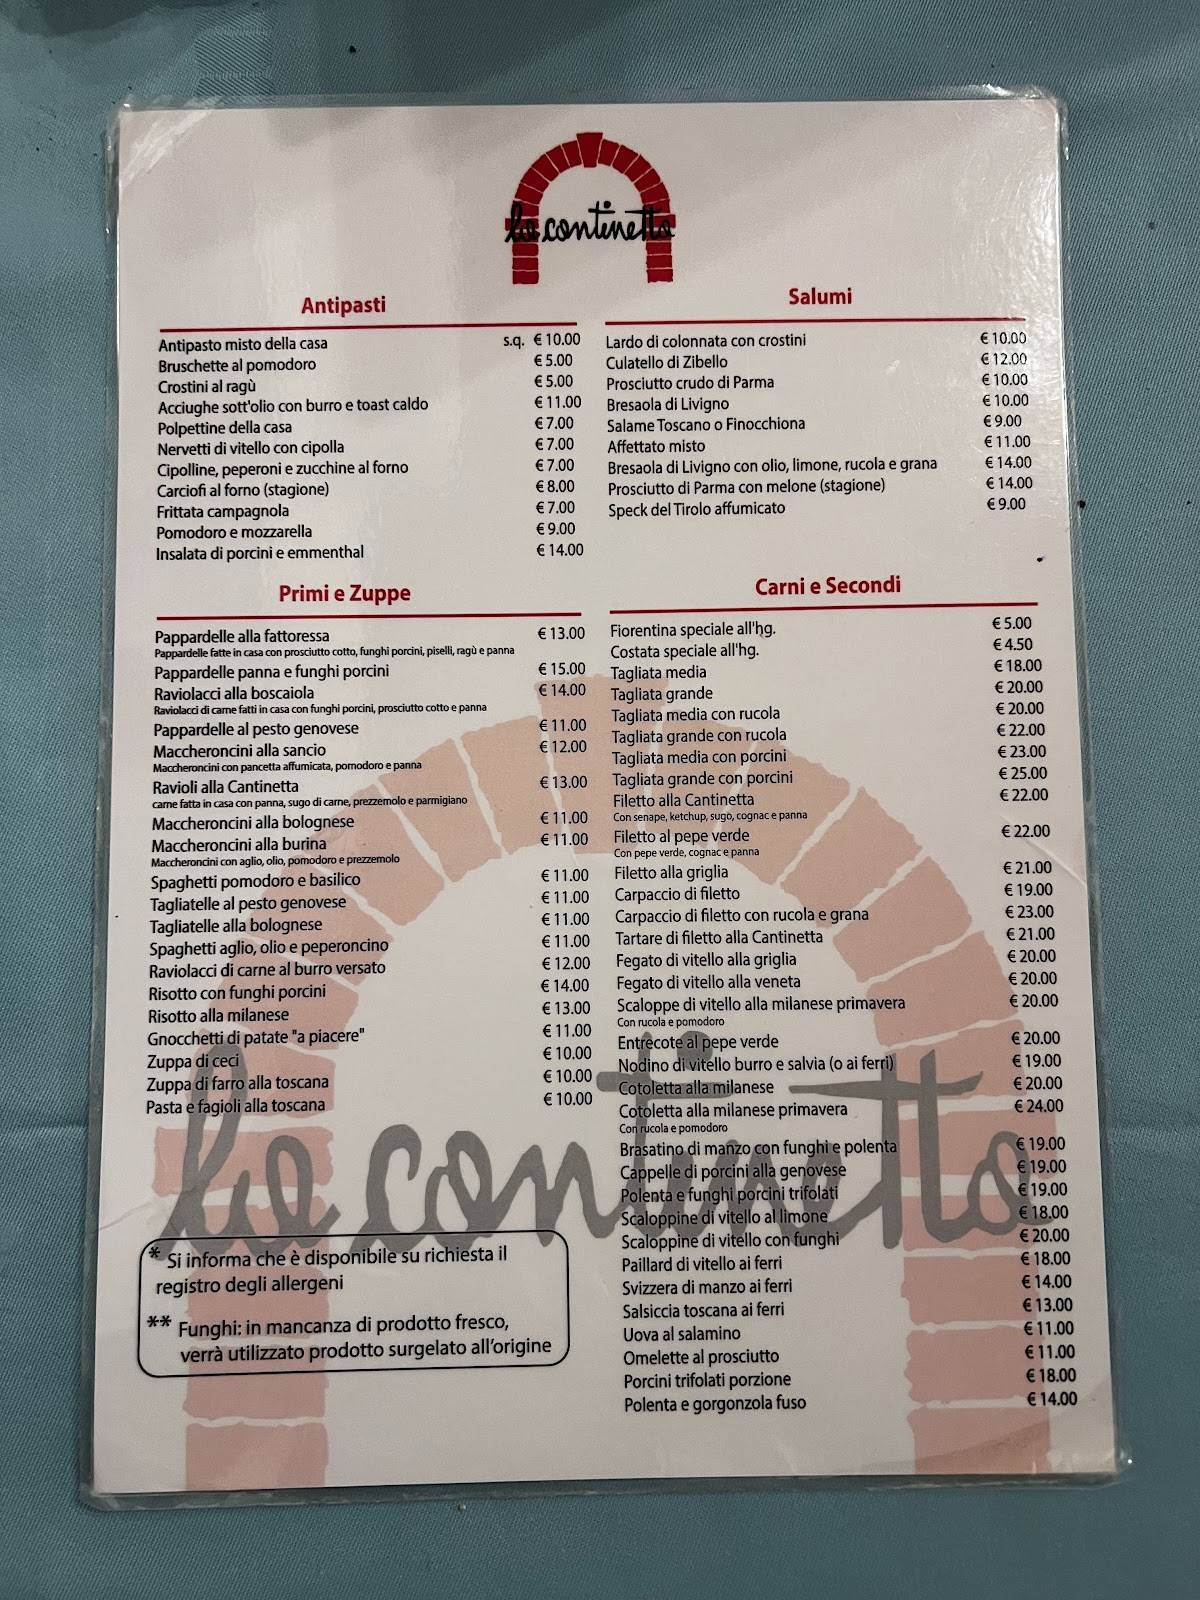 la cantinetta
Antipasti
Antipasto misto della casa s.q. € 10.00
Bruschette al pomodoro € 5.00
Crostini al ragù € 5.00
Acciughe sott'olio con burro e toast caldo € 11.00
Polpettine della casa € 7.00
Nervetti di vitello con cipolla € 7.00
Cipolline, peperoni e zucchine al forno € 7.00
Carciofi al forno (stagione) € 8.00
Frittata campagnola € 7.00
Pomodoro e mozzarella € 9.00
Insalata di porcini e emmenthal € 14.00
Salumi
Lardo di colonnata con crostini € 10.00
Culatello di Zibello € 12.00
Prosciutto crudo di Parma € 10.00
Bresaola di Livigno € 10.00
Salame Toscano o Finocchiona € 9.00
Affettato misto € 11.00
Bresaola di Livigno con olio, limone, rucola e grana € 14.00
Prosciutto di Parma con melone (stagione) € 14.00
Speck del Tirolo affumicato € 9.00
Primi e Zuppe
Pappardelle alla fattoressa € 13.00
Pappardelle fatte in casa con prosciutto cotto, funghi porcini, piselli, ragù e panna
Pappardelle panna e funghi porcini € 15.00
Raviolacci alla boscaiola € 14.00
Raviolacci di carne fatti in casa con funghi porcini, prosciutto cotto e panna
Pappardelle al pesto genovese € 11.00
Maccheroncini alla sancio € 12.00
Maccheroncini con pancetta affumicata, pomodoro e panna
Ravioli alla Cantinetta € 13.00
carne fatta in casa con panna, sugo di carne, prezzemolo e parmigiano
Maccheroncini alla bolognese € 11.00
Maccheroncini alla burina € 11.00
Maccheroncini con aglio, olio, pomodoro e prezzemolo
Spaghetti pomodoro e basilico € 11.00
Tagliatelle al pesto genovese € 11.00
Tagliatelle alla bolognese € 11.00
Spaghetti aglio, olio e peperoncino € 11.00
Raviolacci di carne al burro versato € 12.00
Risotto con funghi porcini € 14.00
Risotto alla milanese € 13.00
Gnocchetti di patate "a piacere" € 11.00
Zuppa di ceci € 10.00
Zuppa di farro alla toscana € 10.00
Pasta e fagioli alla toscana € 10.00
Carni e Secondi
Fiorentina speciale all'hg. € 5.00
Costata speciale all'hg. € 4.50
Tagliata media € 18.00
Tagliata grande € 20.00
Tagliata media con rucola € 20.00
Tagliata grande con rucola € 22.00
Tagliata media con porcini € 23.00
Tagliata grande con porcini € 25.00
Filetto alla Cantinetta € 22.00
Con senape, ketchup, sugo, cognac e panna
Filetto al pepe verde € 22.00
Con pepe verde, cognac e panna
Filetto alla griglia € 21.00
Carpaccio di filetto € 19.00
Carpaccio di filetto con rucola e grana € 23.00
Tartare di filetto alla Cantinetta € 21.00
Fegato di vitello alla griglia € 20.00
Fegato di vitello alla veneta € 20.00
Scaloppe di vitello alla milanese primavera € 20.00
Con rucola e pomodoro
Entrecote al pepe verde € 20.00
Nodino di vitello burro e salvia (o ai ferri) € 19.00
Cotoletta alla milanese € 20.00
Cotoletta alla milanese primavera € 24.00
Con rucola e pomodoro
Brasatino di manzo con funghi e polenta € 19.00
Cappelle di porcini alla genovese € 19.00
Polenta e funghi porcini trifolati € 19.00
Scaloppine di vitello al limone € 18.00
Scaloppine di vitello con funghi € 20.00
Paillard di vitello ai ferri € 18.00
Svizzera di manzo ai ferri € 14.00
Salsiccia toscana ai ferri € 13.00
Uova al salamino € 11.00
Omelette al prosciutto € 11.00
Porcini trifolati porzione € 18.00
Polenta e gorgonzola fuso € 14.00
la cantinetta
* Si informa che è disponibile su richiesta il
registro degli allergeni
** Funghi: in mancanza di prodotto fresco,
verrà utilizzato prodotto surgelato all'origine